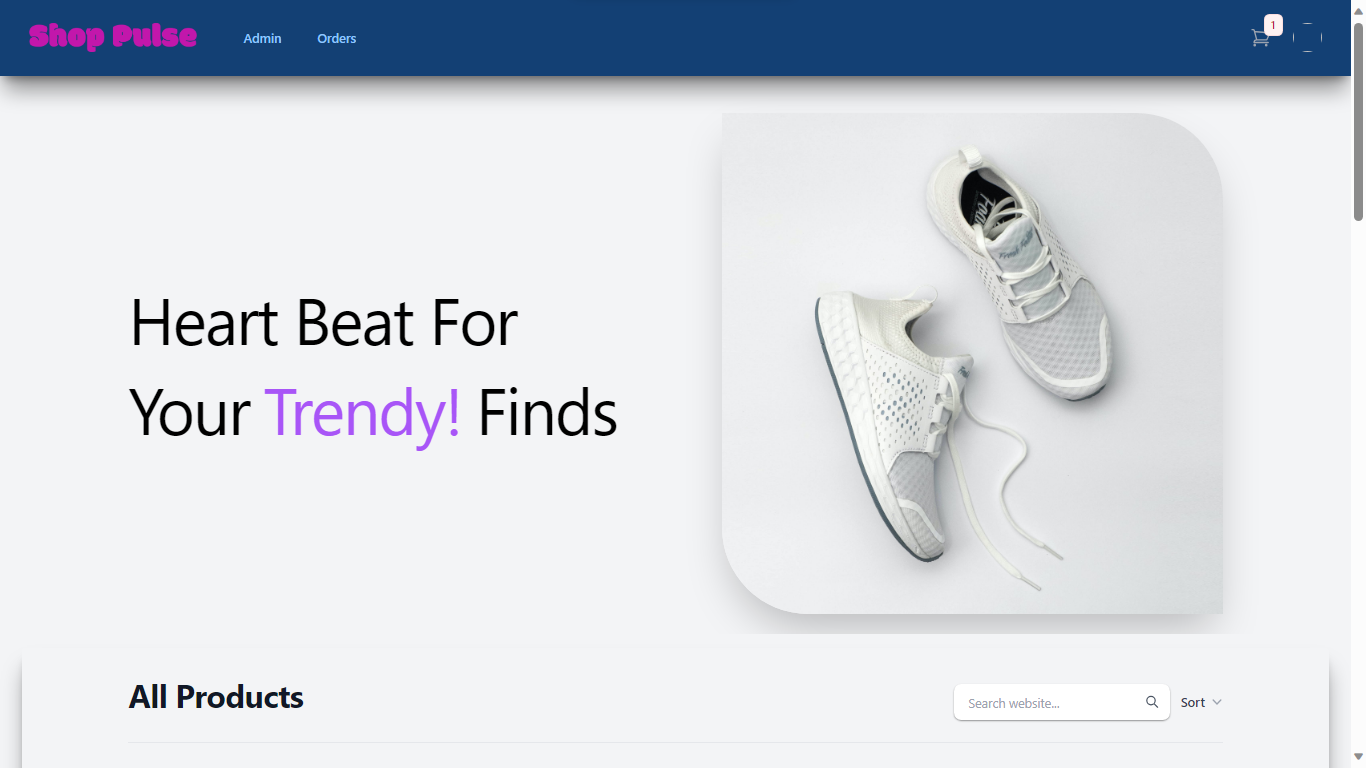 Shop Pulse
Admin
Orders
1
Heart Beat For
Your Trendy! Finds
All Products
Search website...
Sort